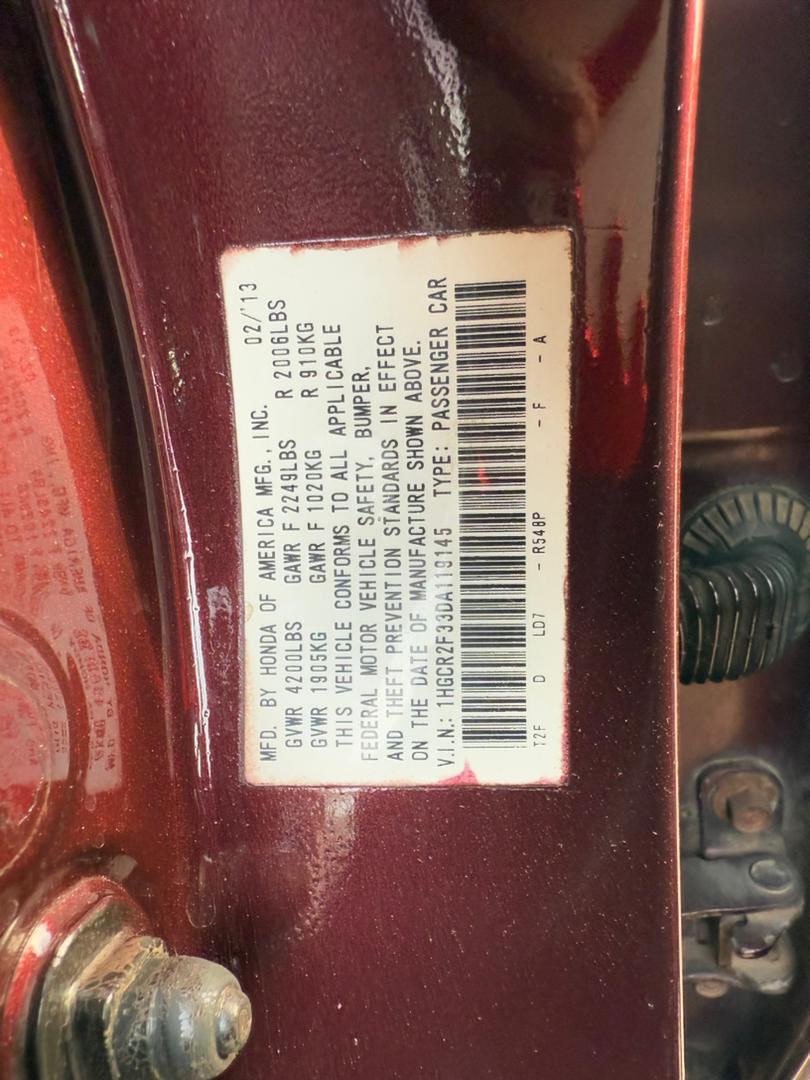 MFD. BY HONDA OF AMERICA MFG., INC. 02/'13
GVWR 4200LBS GAWR F 2249LBS R 2006LBS
GVWR 1905KG GAWR F 1020KG R 910KG
THIS VEHICLE CONFORMS TO ALL APPLICABLE
FEDERAL MOTOR VEHICLE SAFETY, BUMPER,
AND THEFT PREVENTION STANDARDS IN EFFECT
ON THE DATE OF MANUFACTURE SHOWN ABOVE.
V.I.N.: 1HGCR2F33DA119145 TYPE: PASSENGER CAR
T2F D LD7 - R548P - F - A